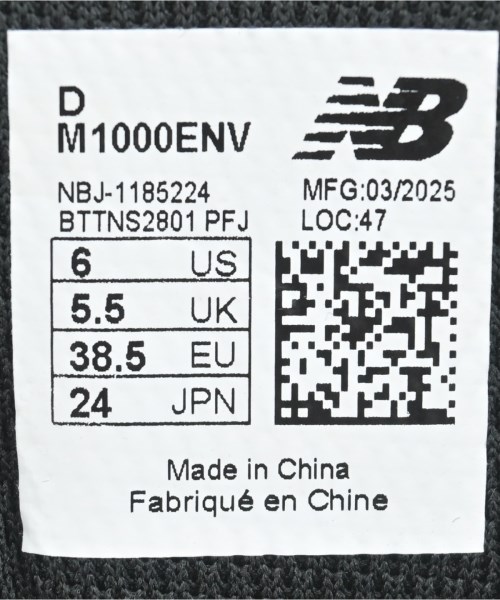 D
M1000ENV
NB
NBJ-1185224
MFG:03/2025
BTTNS2801 PFJ
LOC:47
6 US
5.5 UK
38.5 EU
24 JPN
Made in China
Fabriqué en Chine